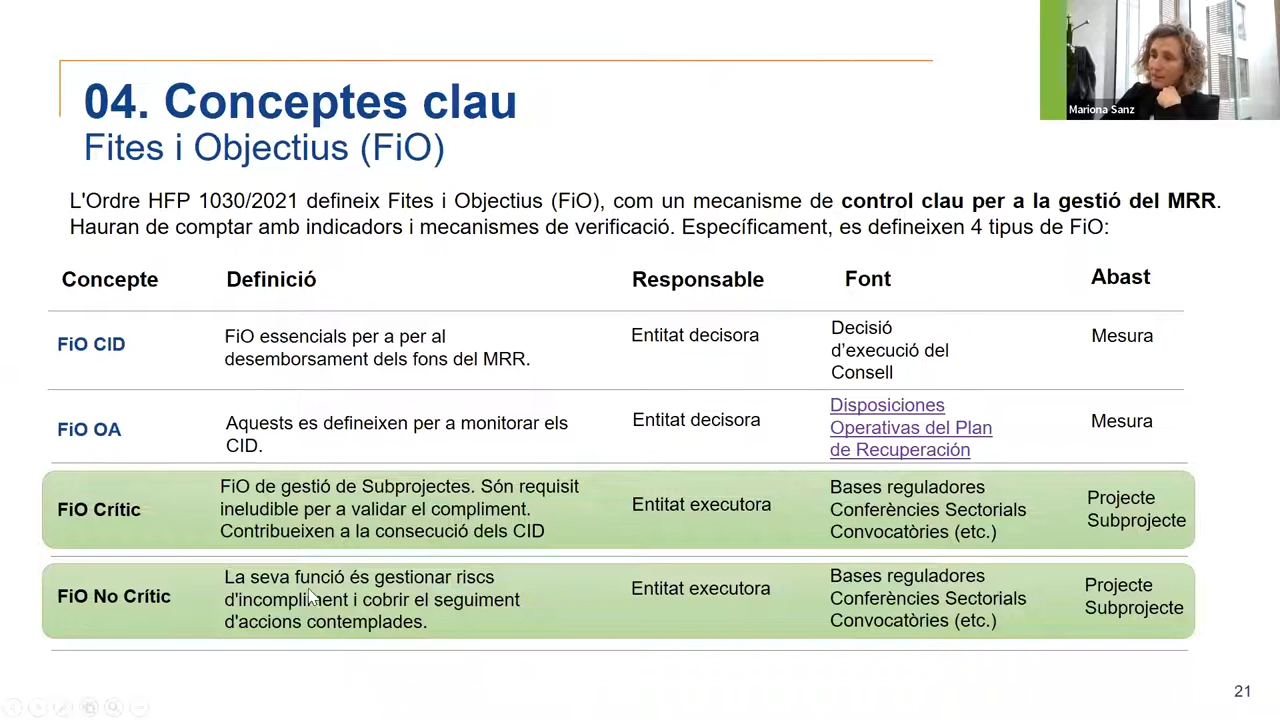 04. Conceptes clau
Fites i Objectius (FiO)
Mariona Sanz
L'Ordre HFP 1030/2021 defineix Fites i Objectius (FiO), com un mecanisme de control clau per a la gestió del MRR.
Hauran de comptar amb indicadors i mecanismes de verificació. Específicament, es defineixen 4 tipus de FiO:
Concepte Definició Responsable Font Abast
FiO CID
FiO essencials per a per al
desemborsament dels fons del MRR.
Entitat decisora
Decisió
d'execució del
Consell
Mesura
FiO OA
Aquests es defineixen per a monitorar els
CID.
Entitat decisora
Disposiciones
Operativas del Plan
de Recuperación
Mesura
FiO Crític
FiO de gestió de Subprojectes. Són requisit
ineludible per a validar el compliment.
Contribueixen a la consecució dels CID
Entitat executora
Bases reguladores
Conferències Sectorials
Convocatòries (etc.)
Projecte
Subprojecte
FiO No Crític
La seva funció és gestionar riscs
d'incompliment i cobrir el seguiment
d'accions contemplades.
Entitat executora
Bases reguladores
Conferències Sectorials
Convocatòries (etc.)
Projecte
Subprojecte
21